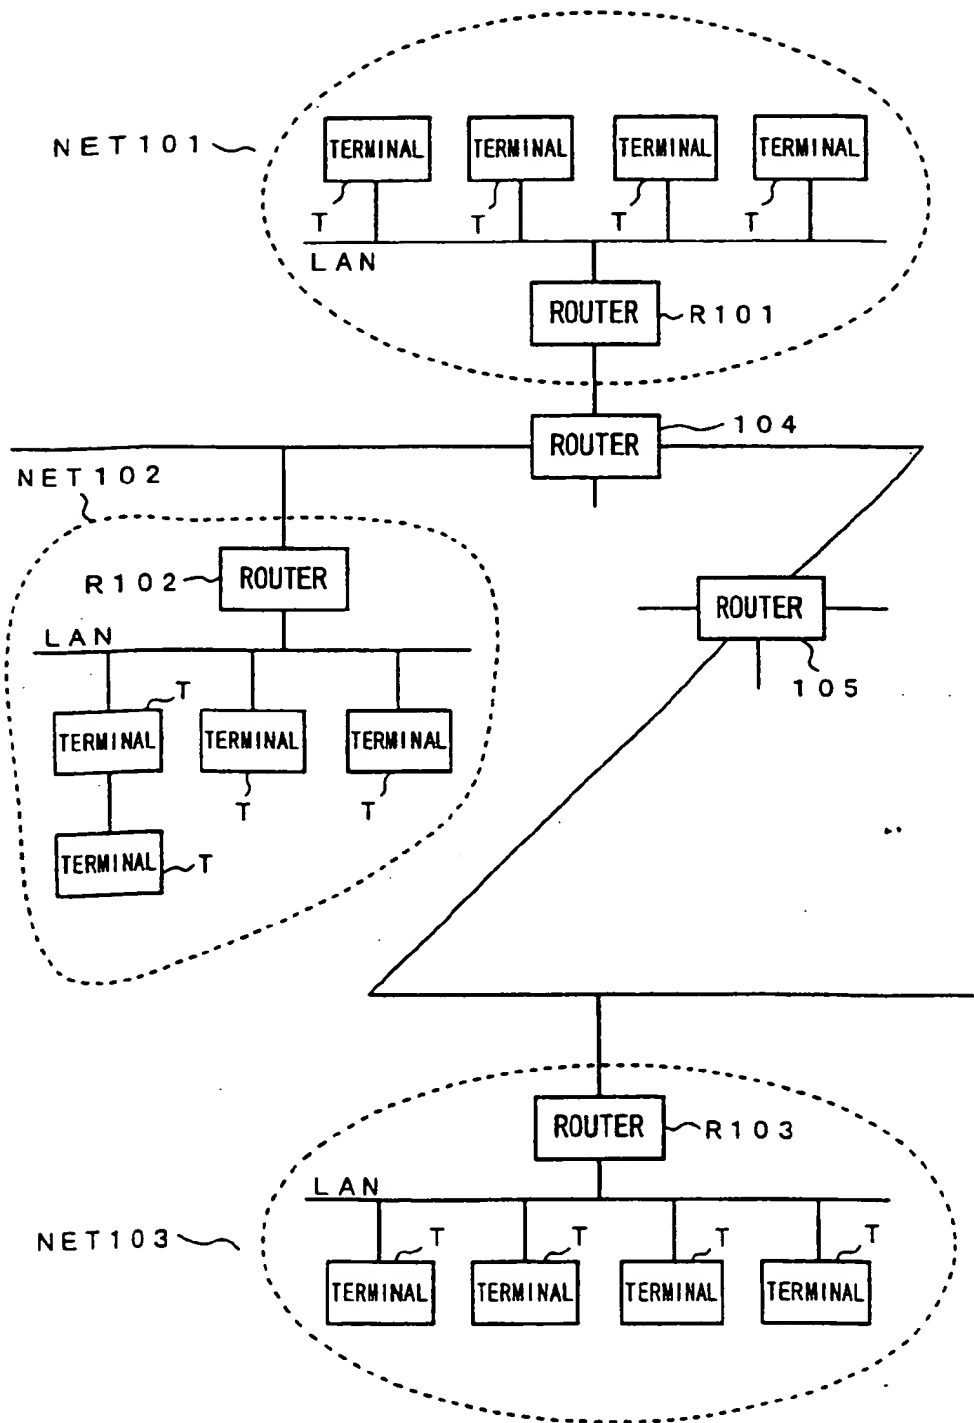 NET101
TERMINAL TERMINAL TERMINAL TERMINAL
T T T T
LAN
ROUTER R101
ROUTER 104
NET102
R102 ROUTER
ROUTER
105
LAN
T
TERMINAL TERMINAL TERMINAL
T T
TERMINAL T
ROUTER R103
LAN
NET103
T T T T
TERMINAL TERMINAL TERMINAL TERMINAL